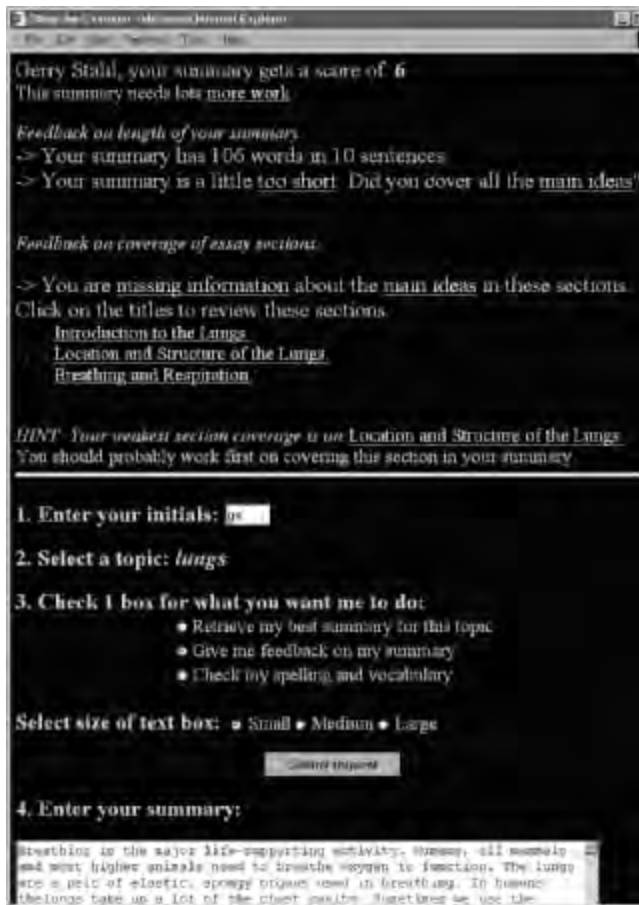 Gerry Stahl, your summary gets a score of 6
This summary needs lots more work
Feedback on length of your summary
-> Your summary has 106 words in 10 sentences
-> Your summary is a little too short. Did you cover all the main ideas?
Feedback on coverage of essay sections
-> You are missing information about the main ideas in these sections.
Click on the titles to review these sections
Introduction to the Lungs
Location and Structure of the Lungs
Breathing and Respiration
HINT: Your weakest section coverage is on Location and Structure of the Lungs
You should probably work first on covering this section in your summary
1. Enter your initials: gs
2. Select a topic: lungs
3. Check 1 box for what you want me to do:
Retrieve my best summary for this topic
Give me feedback on my summary
Check my spelling and vocabulary
Select size of text box: Small Medium Large
Submit request
4. Enter your summary:
Breathing is the major life-supporting activity. Humans, all mammals
and most higher animals need to breathe oxygen to function. The lungs
are a pair of elastic, spongy organs used in breathing. In humans
thelungs take up a lot of the chest cavity. Sometimes we use the